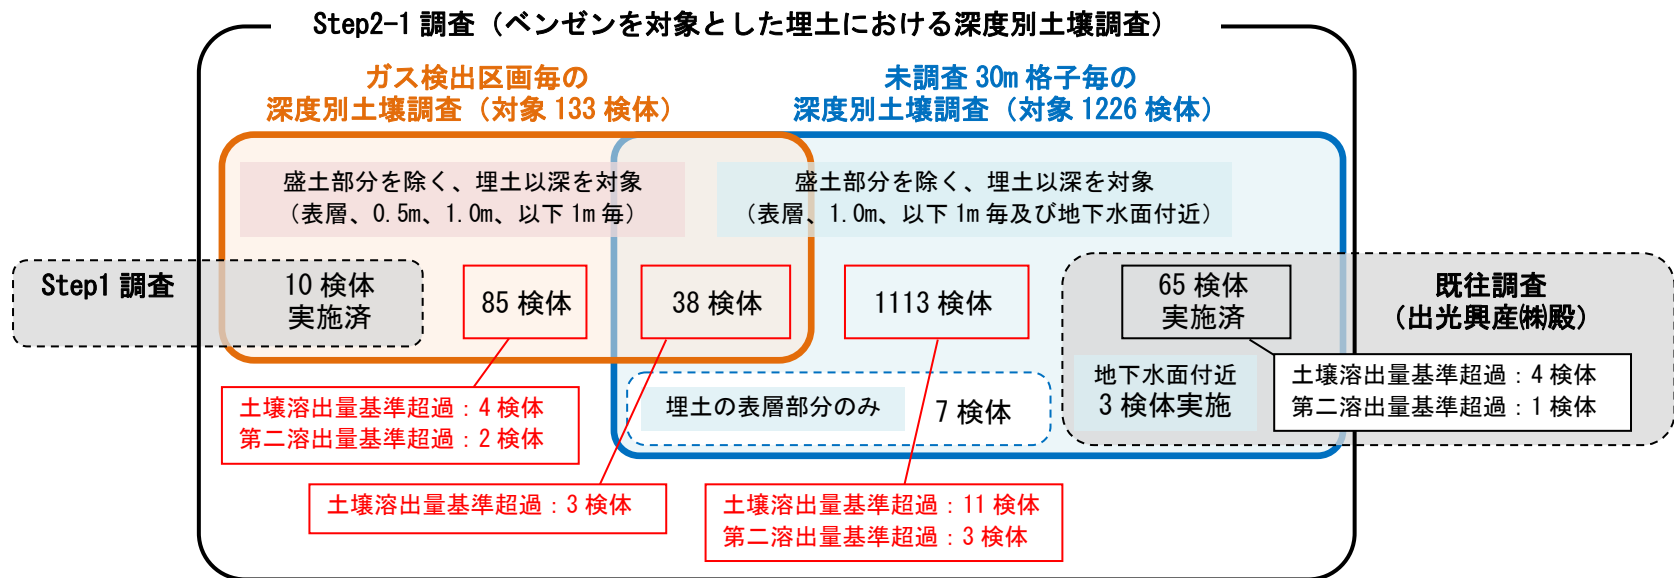 Step2-1 調査（ベンゼンを対象とした埋土における深度別土壌調査）
ガス検出区画毎の
深度別土壌調査（対象 133 検体）
未調査 30m 格子毎の
深度別土壌調査（対象 1226 検体）
盛土部分を除く、埋土以深を対象
（表層、0.5m、1.0m、以下 1m 毎）
盛土部分を除く、埋土以深を対象
（表層、1.0m、以下 1m 毎及び地下水面付近）
Step1 調査
10 検体
実施済
85 検体
38 検体
1113 検体
65 検体
実施済
既往調査
（出光興産㈱殿）
土壌溶出量基準超過：4 検体
第二溶出量基準超過：2 検体
埋土の表層部分のみ
7 検体
地下水面付近
3 検体実施
土壌溶出量基準超過：4 検体
第二溶出量基準超過：1 検体
土壌溶出量基準超過：3 検体
土壌溶出量基準超過：11 検体
第二溶出量基準超過：3 検体